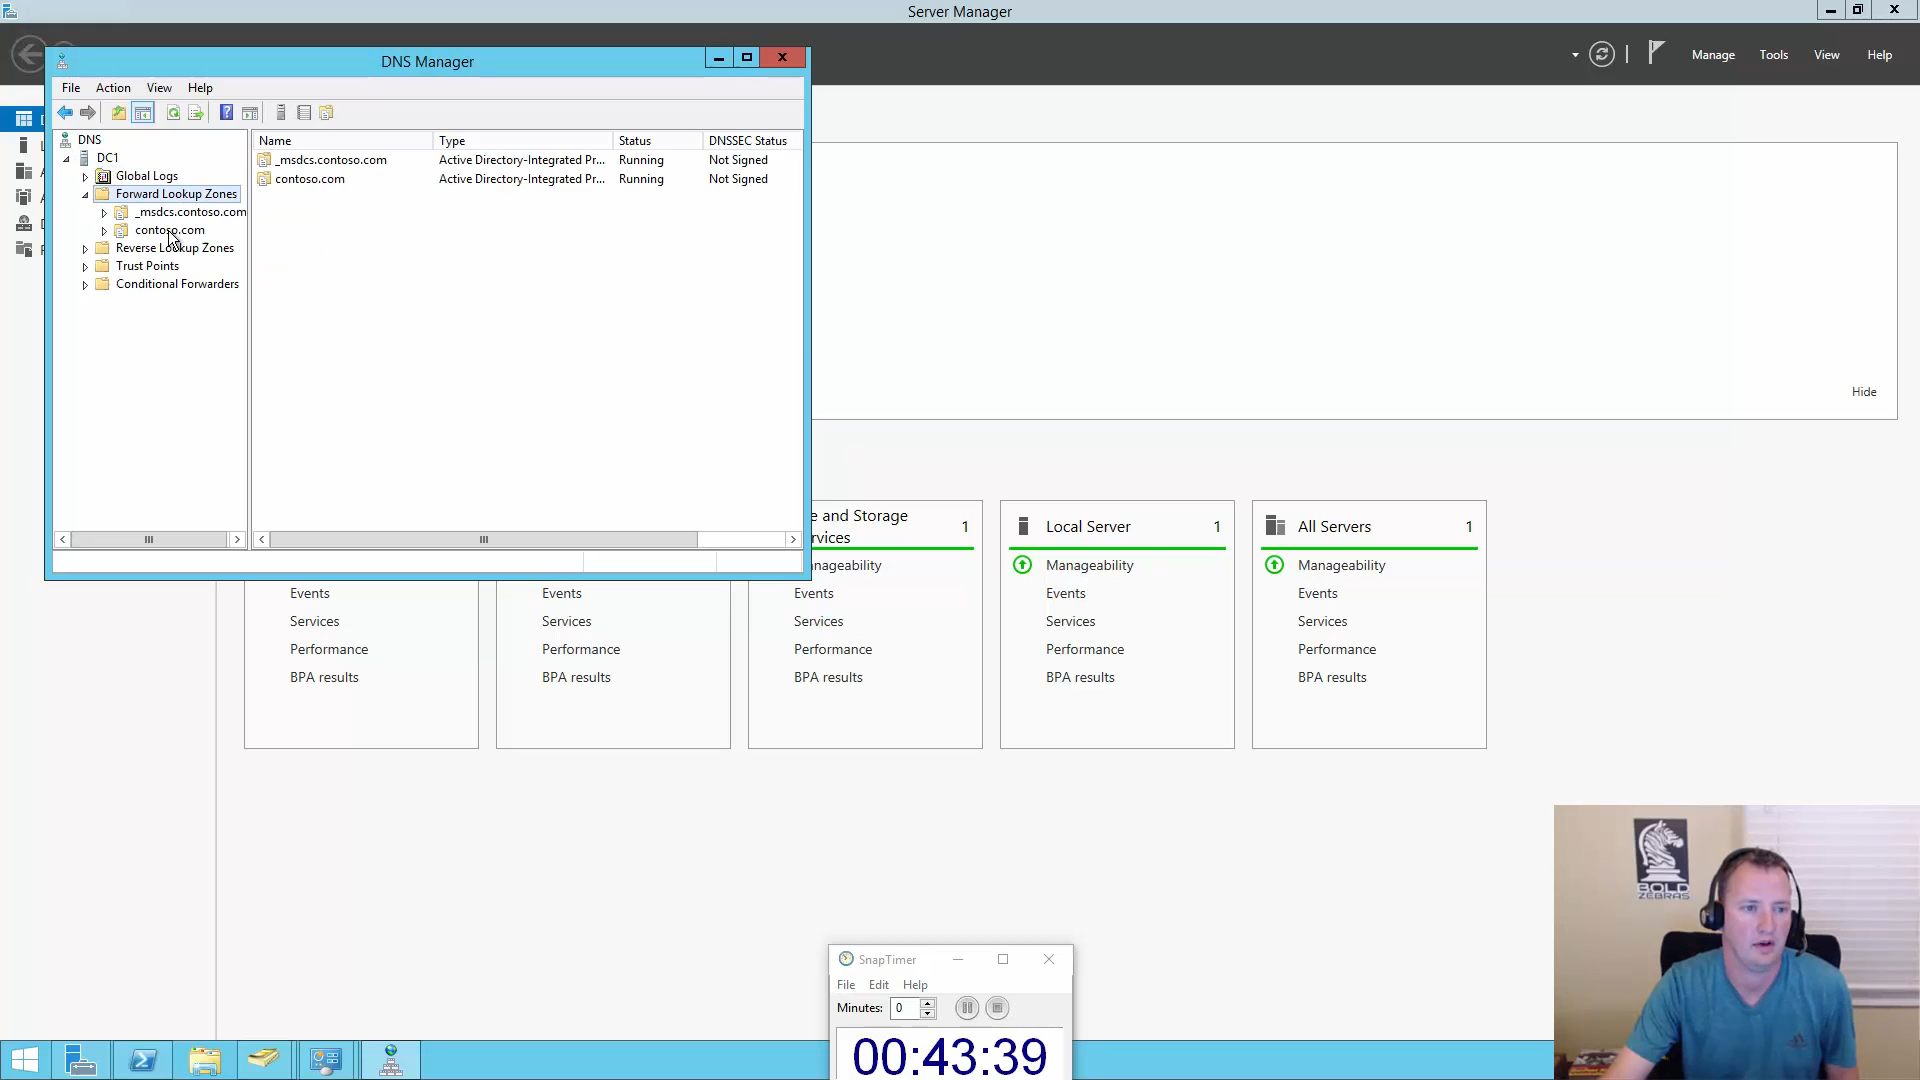 Server Manager
Manage
Tools
View
Help
DNS Manager
File
Action
View
Help
DNS
DC1
Global Logs
Forward Lookup Zones
_msdcs.contoso.com
contoso.com
Reverse Lookup Zones
Trust Points
Conditional Forwarders
Name
Type
Status
DNSSEC Status
_msdcs.contoso.com
Active Directory-Integrated Pr...
Running
Not Signed
contoso.com
Active Directory-Integrated Pr...
Running
Not Signed
Hide
e and Storage
rvices
1
nageability
Events
Services
Performance
BPA results
Events
Services
Performance
BPA results
Events
Services
Performance
BPA results
Local Server
1
Manageability
Events
Services
Performance
BPA results
All Servers
1
Manageability
Events
Services
Performance
BPA results
SnapTimer
File
Edit
Help
Minutes:
0
00:43:39
BOLD
ZEBRAS